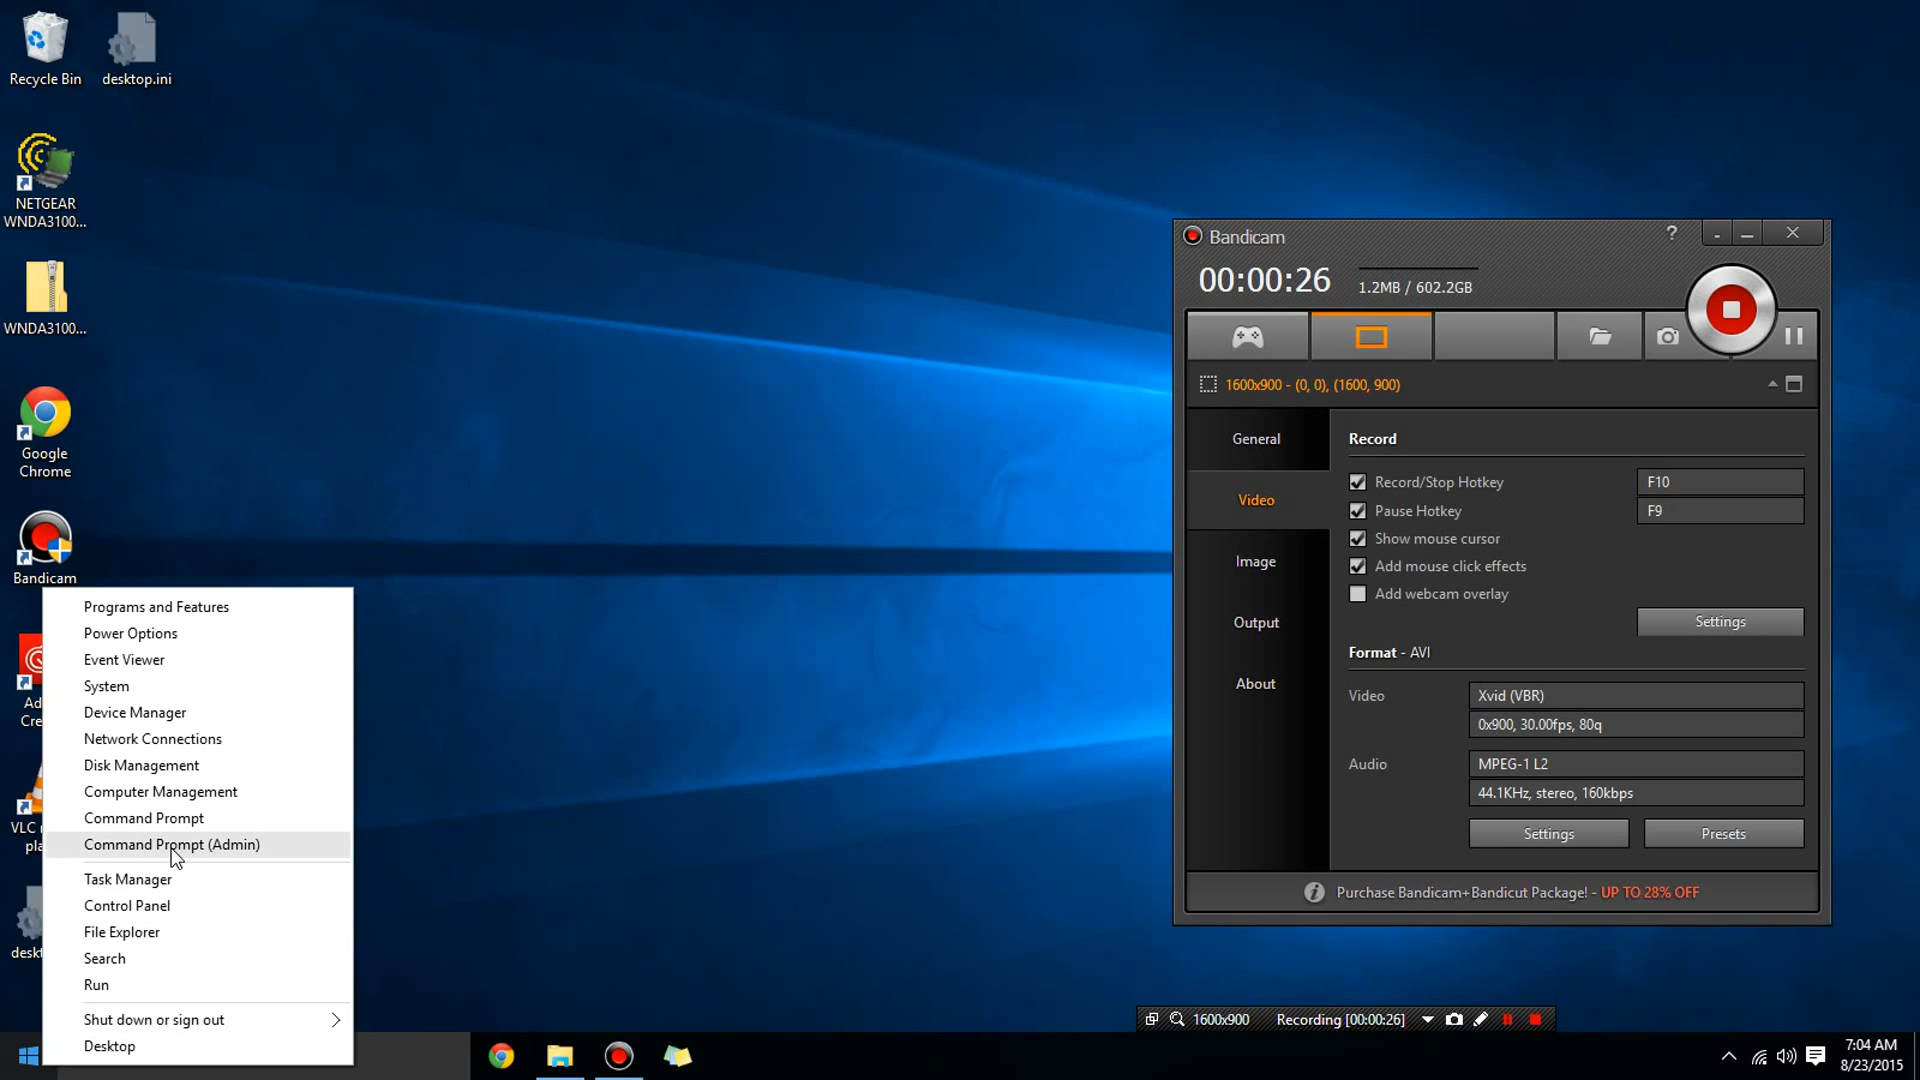 Recycle Bin
desktop.ini
NETGEAR
WNDA3100...
WNDA3100...
Google
Chrome
Bandicam
Ad
Cre
VLC
pla
deskt
Programs and Features
Power Options
Event Viewer
System
Device Manager
Network Connections
Disk Management
Computer Management
Command Prompt
Command Prompt (Admin)
Task Manager
Control Panel
File Explorer
Search
Run
Shut down or sign out
Desktop
Bandicam
?
00:00:26
1.2MB / 602.2GB
1600x900 - (0, 0), (1600, 900)
General
Video
Image
Output
About
Record
Record/Stop Hotkey
F10
Pause Hotkey
F9
Show mouse cursor
Add mouse click effects
Add webcam overlay
Settings
Format - AVI
Video
Xvid (VBR)
0x900, 30.00fps, 80q
Audio
MPEG-1 L2
44.1KHz, stereo, 160kbps
Settings
Presets
Purchase Bandicam+Bandicut Package! - UP TO 28% OFF
1600x900
Recording [00:00:26]
7:04 AM
8/23/2015